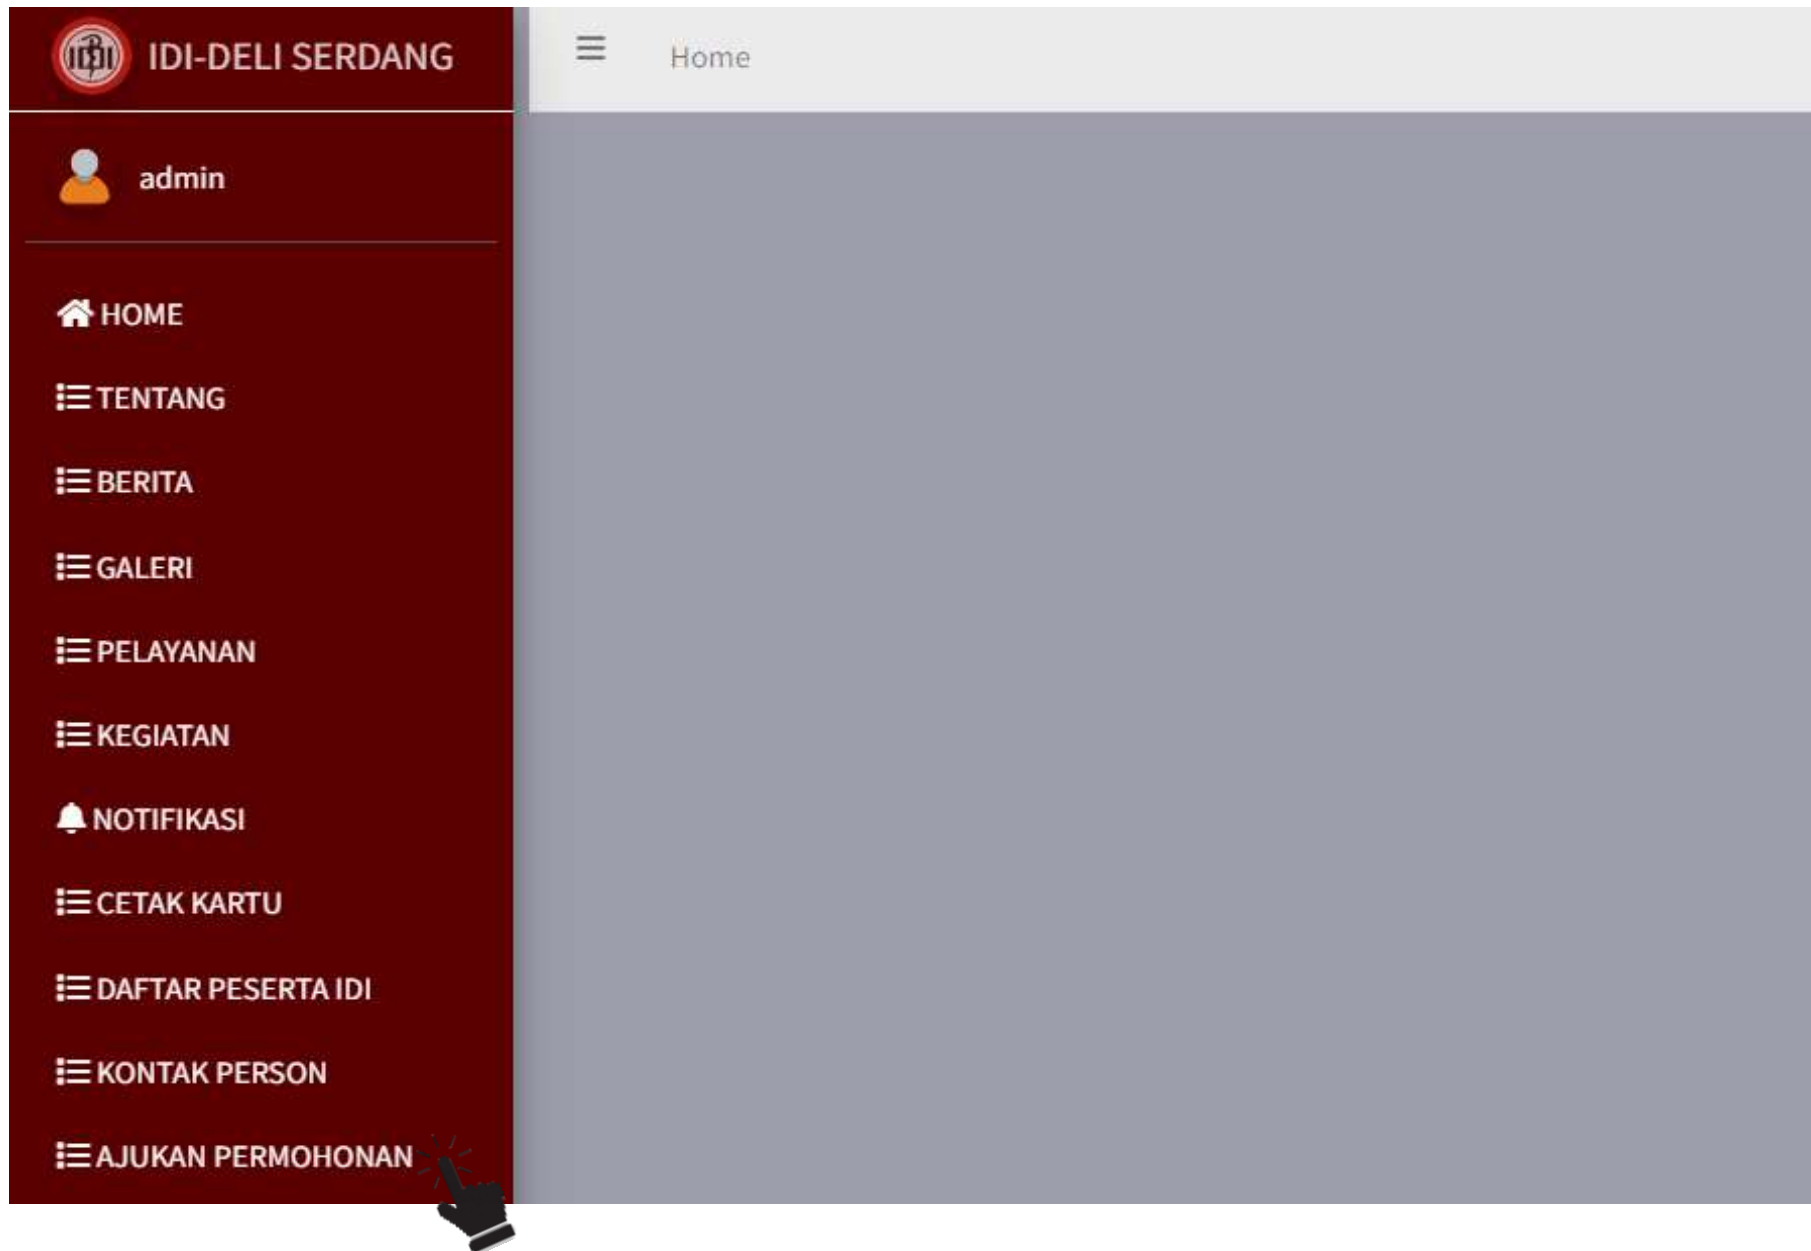 IDI-DELI SERDANG
Home
admin
HOME
TENTANG
BERITA
GALERI
PELAYANAN
KEGIATAN
NOTIFIKASI
CETAK KARTU
DAFTAR PESERTA IDI
KONTAK PERSON
AJUKAN PERMOHONAN